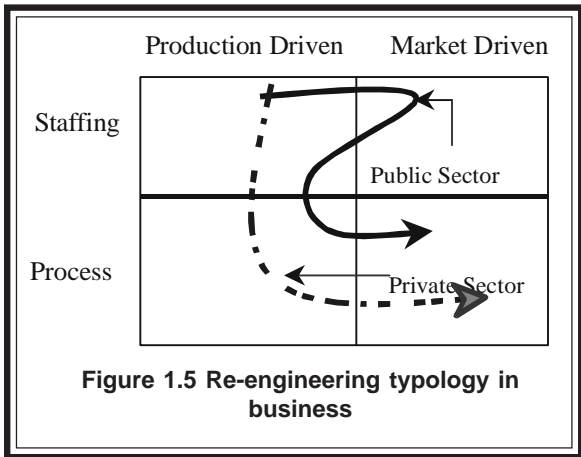 Production Driven Market Driven
Staffing
Public Sector
Process
Private Sector
Figure 1.5 Re-engineering typology in
business